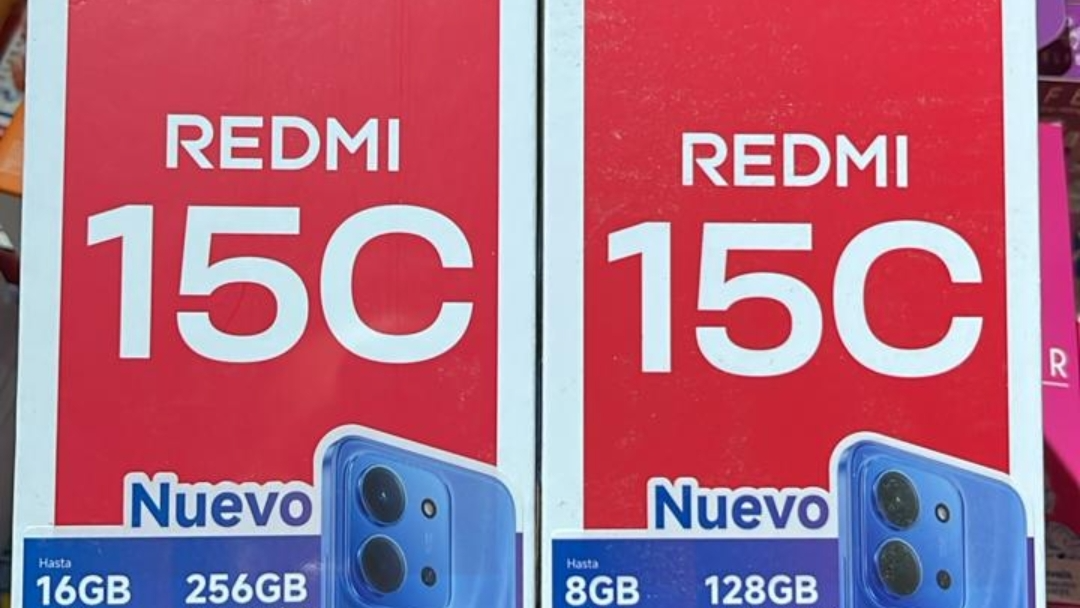 REDMI
15C
Nuevo
Hasta
16GB 256GB
REDMI
15C
Nuevo
Hasta
8GB 128GB
R